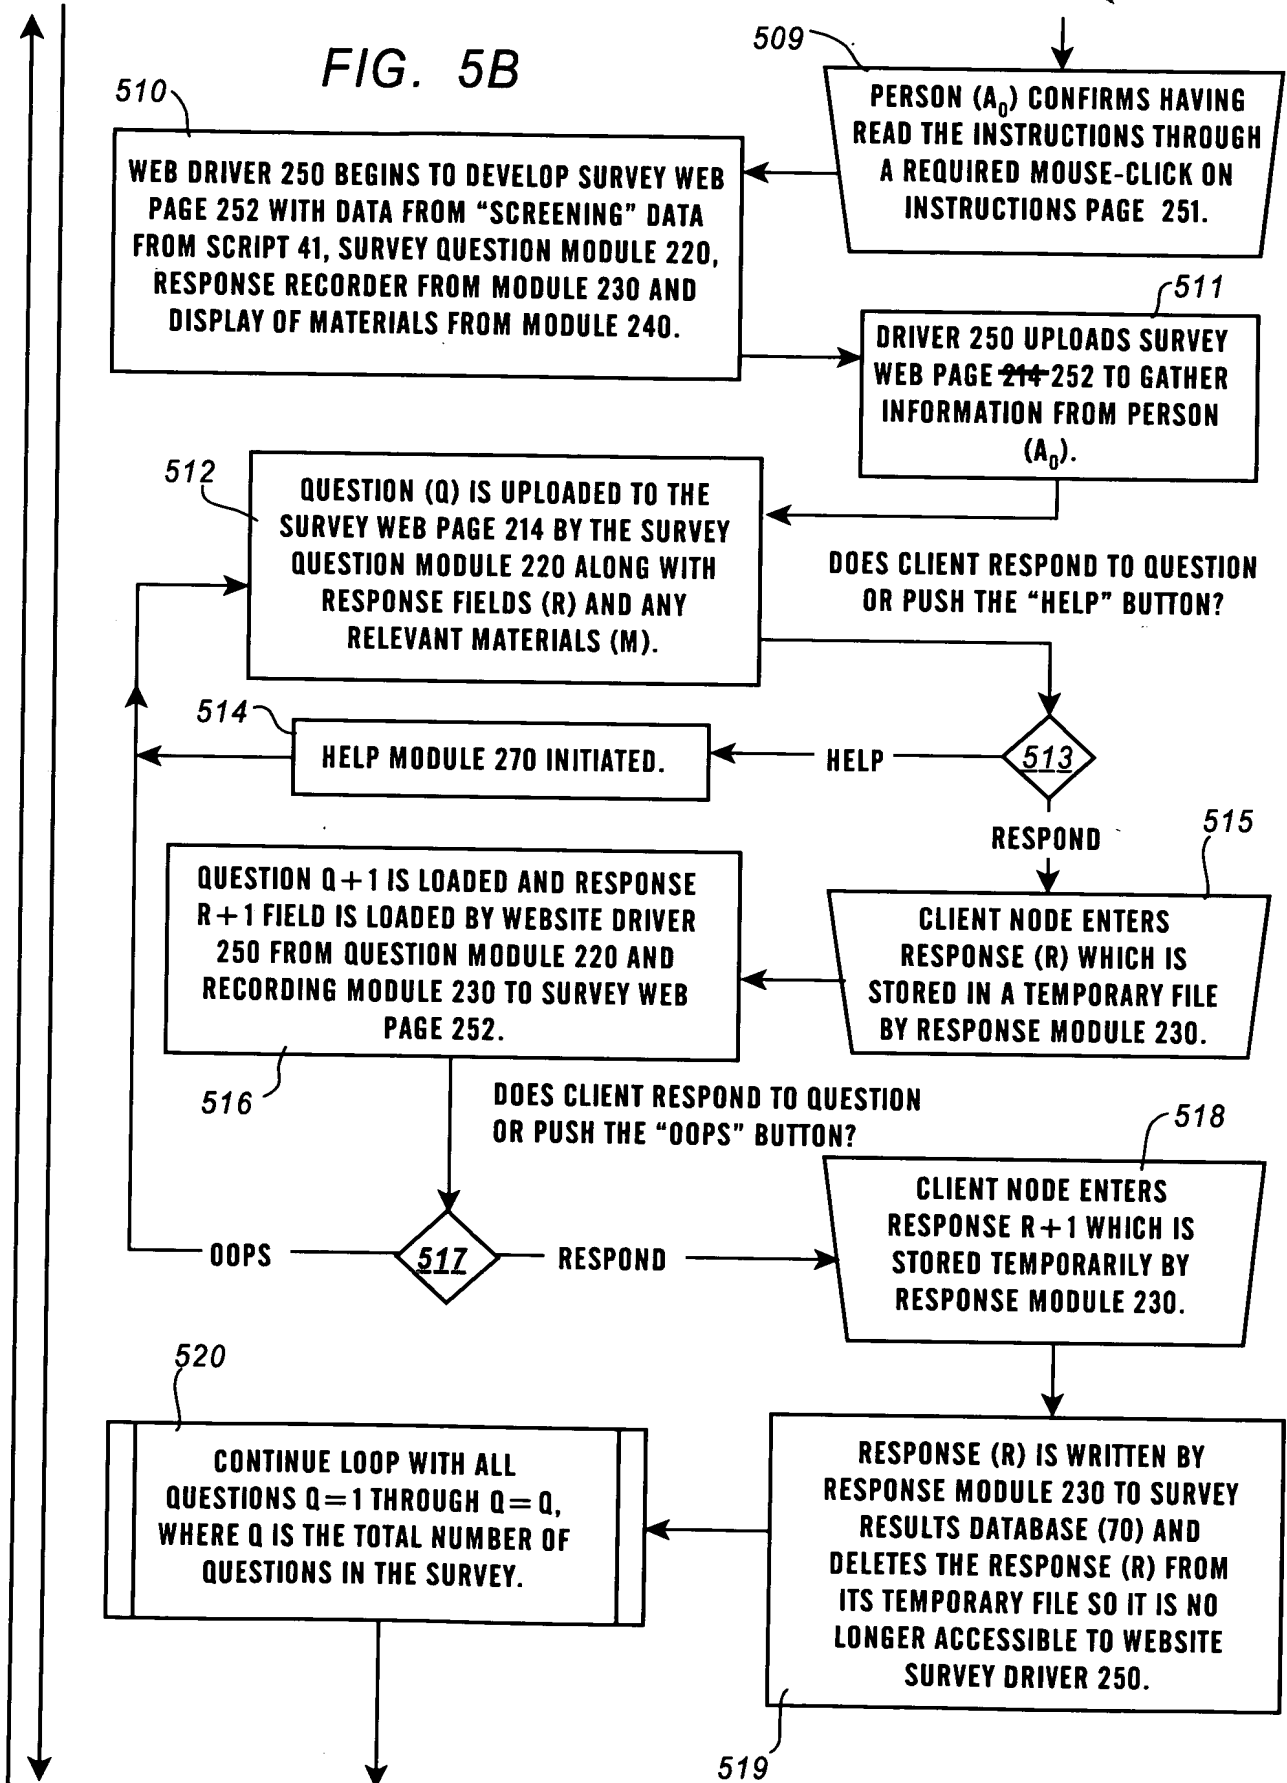 FIG. 5B
509
PERSON (A0) CONFIRMS HAVING
READ THE INSTRUCTIONS THROUGH
A REQUIRED MOUSE-CLICK ON
INSTRUCTIONS PAGE 251.
510
WEB DRIVER 250 BEGINS TO DEVELOP SURVEY WEB
PAGE 252 WITH DATA FROM “SCREENING” DATA
FROM SCRIPT 41, SURVEY QUESTION MODULE 220,
RESPONSE RECORDER FROM MODULE 230 AND
DISPLAY OF MATERIALS FROM MODULE 240.
511
DRIVER 250 UPLOADS SURVEY
WEB PAGE 214 252 TO GATHER
INFORMATION FROM PERSON
(A0).
512
QUESTION (Q) IS UPLOADED TO THE
SURVEY WEB PAGE 214 BY THE SURVEY
QUESTION MODULE 220 ALONG WITH
RESPONSE FIELDS (R) AND ANY
RELEVANT MATERIALS (M).
DOES CLIENT RESPOND TO QUESTION
OR PUSH THE “HELP” BUTTON?
513
HELP
514
HELP MODULE 270 INITIATED.
RESPOND
515
CLIENT NODE ENTERS
RESPONSE (R) WHICH IS
STORED IN A TEMPORARY FILE
BY RESPONSE MODULE 230.
QUESTION Q+1 IS LOADED AND RESPONSE
R+1 FIELD IS LOADED BY WEBSITE DRIVER
250 FROM QUESTION MODULE 220 AND
RECORDING MODULE 230 TO SURVEY WEB
PAGE 252.
516
DOES CLIENT RESPOND TO QUESTION
OR PUSH THE “OOPS” BUTTON?
OOPS
517
RESPOND
518
CLIENT NODE ENTERS
RESPONSE R+1 WHICH IS
STORED TEMPORARILY BY
RESPONSE MODULE 230.
RESPONSE (R) IS WRITTEN BY
RESPONSE MODULE 230 TO SURVEY
RESULTS DATABASE (70) AND
DELETES THE RESPONSE (R) FROM
ITS TEMPORARY FILE SO IT IS NO
LONGER ACCESSIBLE TO WEBSITE
SURVEY DRIVER 250.
519
520
CONTINUE LOOP WITH ALL
QUESTIONS Q=1 THROUGH Q=Q,
WHERE Q IS THE TOTAL NUMBER OF
QUESTIONS IN THE SURVEY.